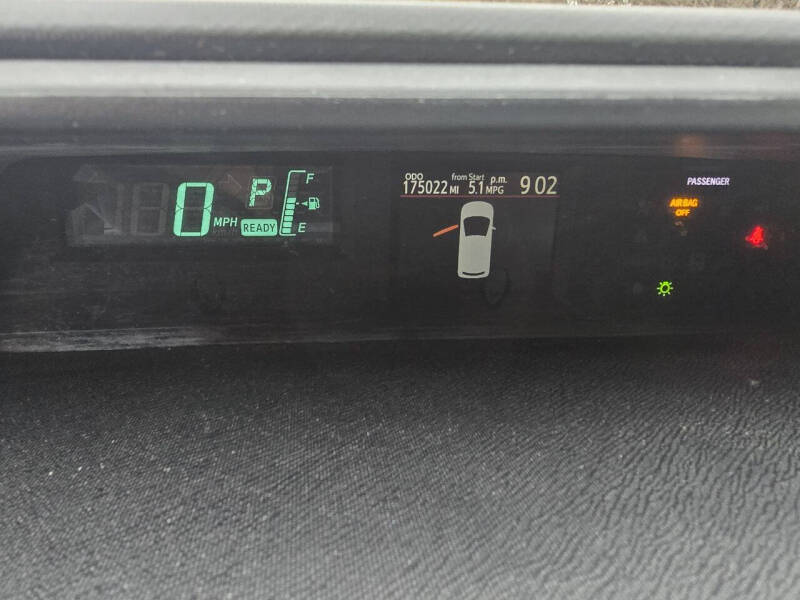 0 MPH P READY F E
ODO from Start p.m.
175022 MI 5.1 MPG 9 02
PASSENGER
AIR BAG
OFF